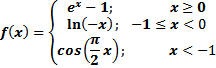 f(x) = { e^x − 1; x ≥ 0
ln(−x); −1 ≤ x < 0
cos(π/2 x); x < −1